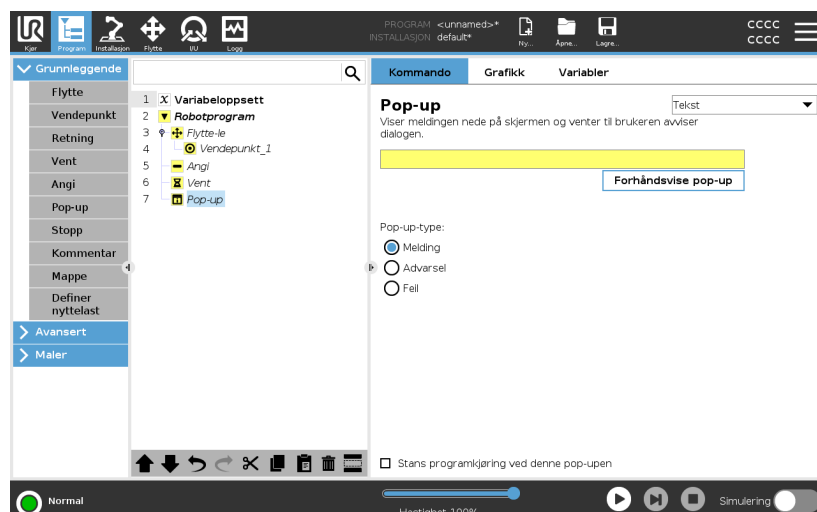 PROGRAM <unnamed>*
INSTALLASJON default*
UR
Kjør
Program
Installasjon
Flytte
I/U
Logg
Ny...
Åpne...
Lagre...
CCCC
CCCC
Grunnleggende
Flytte
Vendepunkt
Retning
Vent
Angi
Pop-up
Stopp
Kommentar
Mappe
Definer
nyttelast
Avansert
Maler
1 X Variabeloppsett
2 Robotprogram
3 Flytte-le
4 Vendepunkt_1
5 Angi
6 Vent
7 Pop-up
Kommando
Grafikk
Variabler
Pop-up
Tekst
Viser meldingen nede på skjermen og venter til brukeren avviser
dialogen.
Forhåndsvise pop-up
Pop-up-type:
Melding
Advarsel
Feil
Stans programkjøring ved denne pop-upen
Normal
Hastighet 100%
Simulering